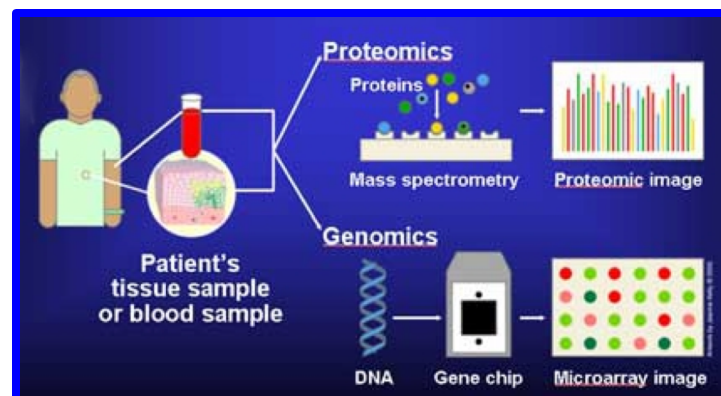 Proteomics
Proteins
Mass spectrometry
Proteomic image
Patient's
tissue sample
or blood sample
Genomics
DNA
Gene chip
Microarray image